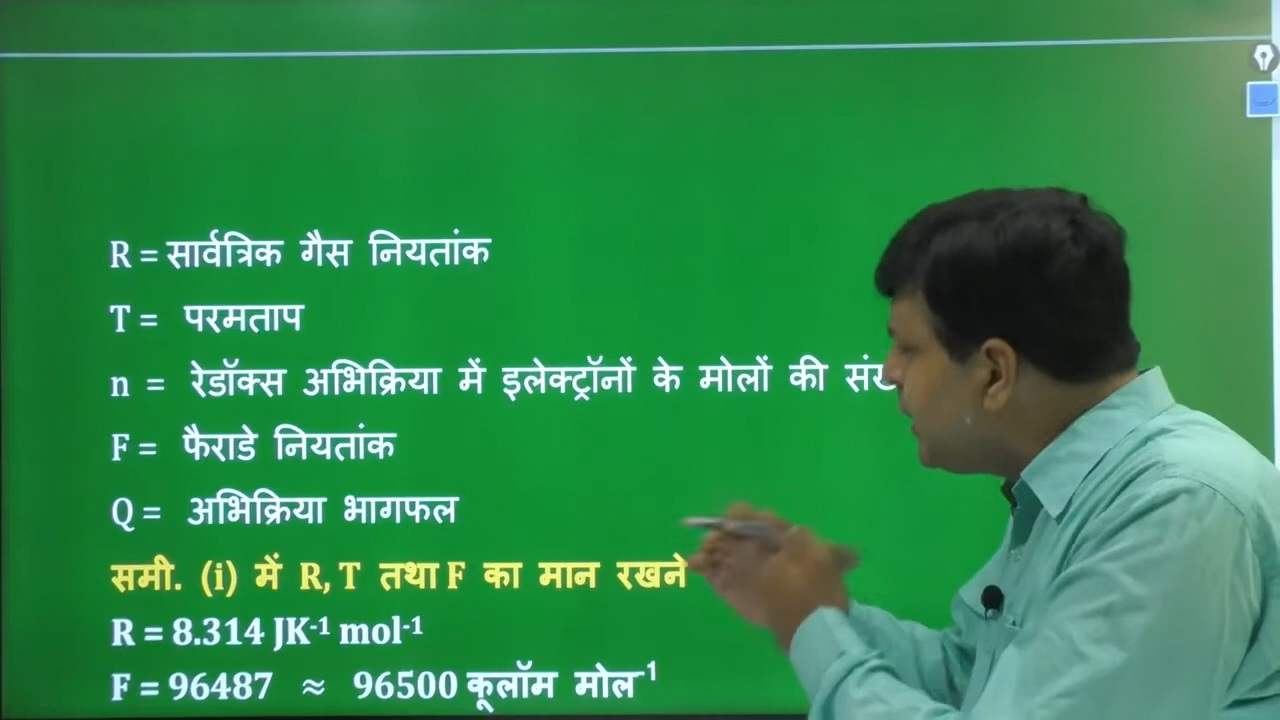 R = सार्वत्रिक गैस नियतांक
T = परमताप
n = रेडॉक्स अभिक्रिया में इलेक्ट्रॉनों के मोलों की
F = फैराडे नियतांक
Q = अभिक्रिया भागफल
समी. (i) में R, T तथा F का मान रखने
R = 8.314 JK⁻¹ mol⁻¹
F = 96487 ≈ 96500 कूलॉम मोल⁻¹